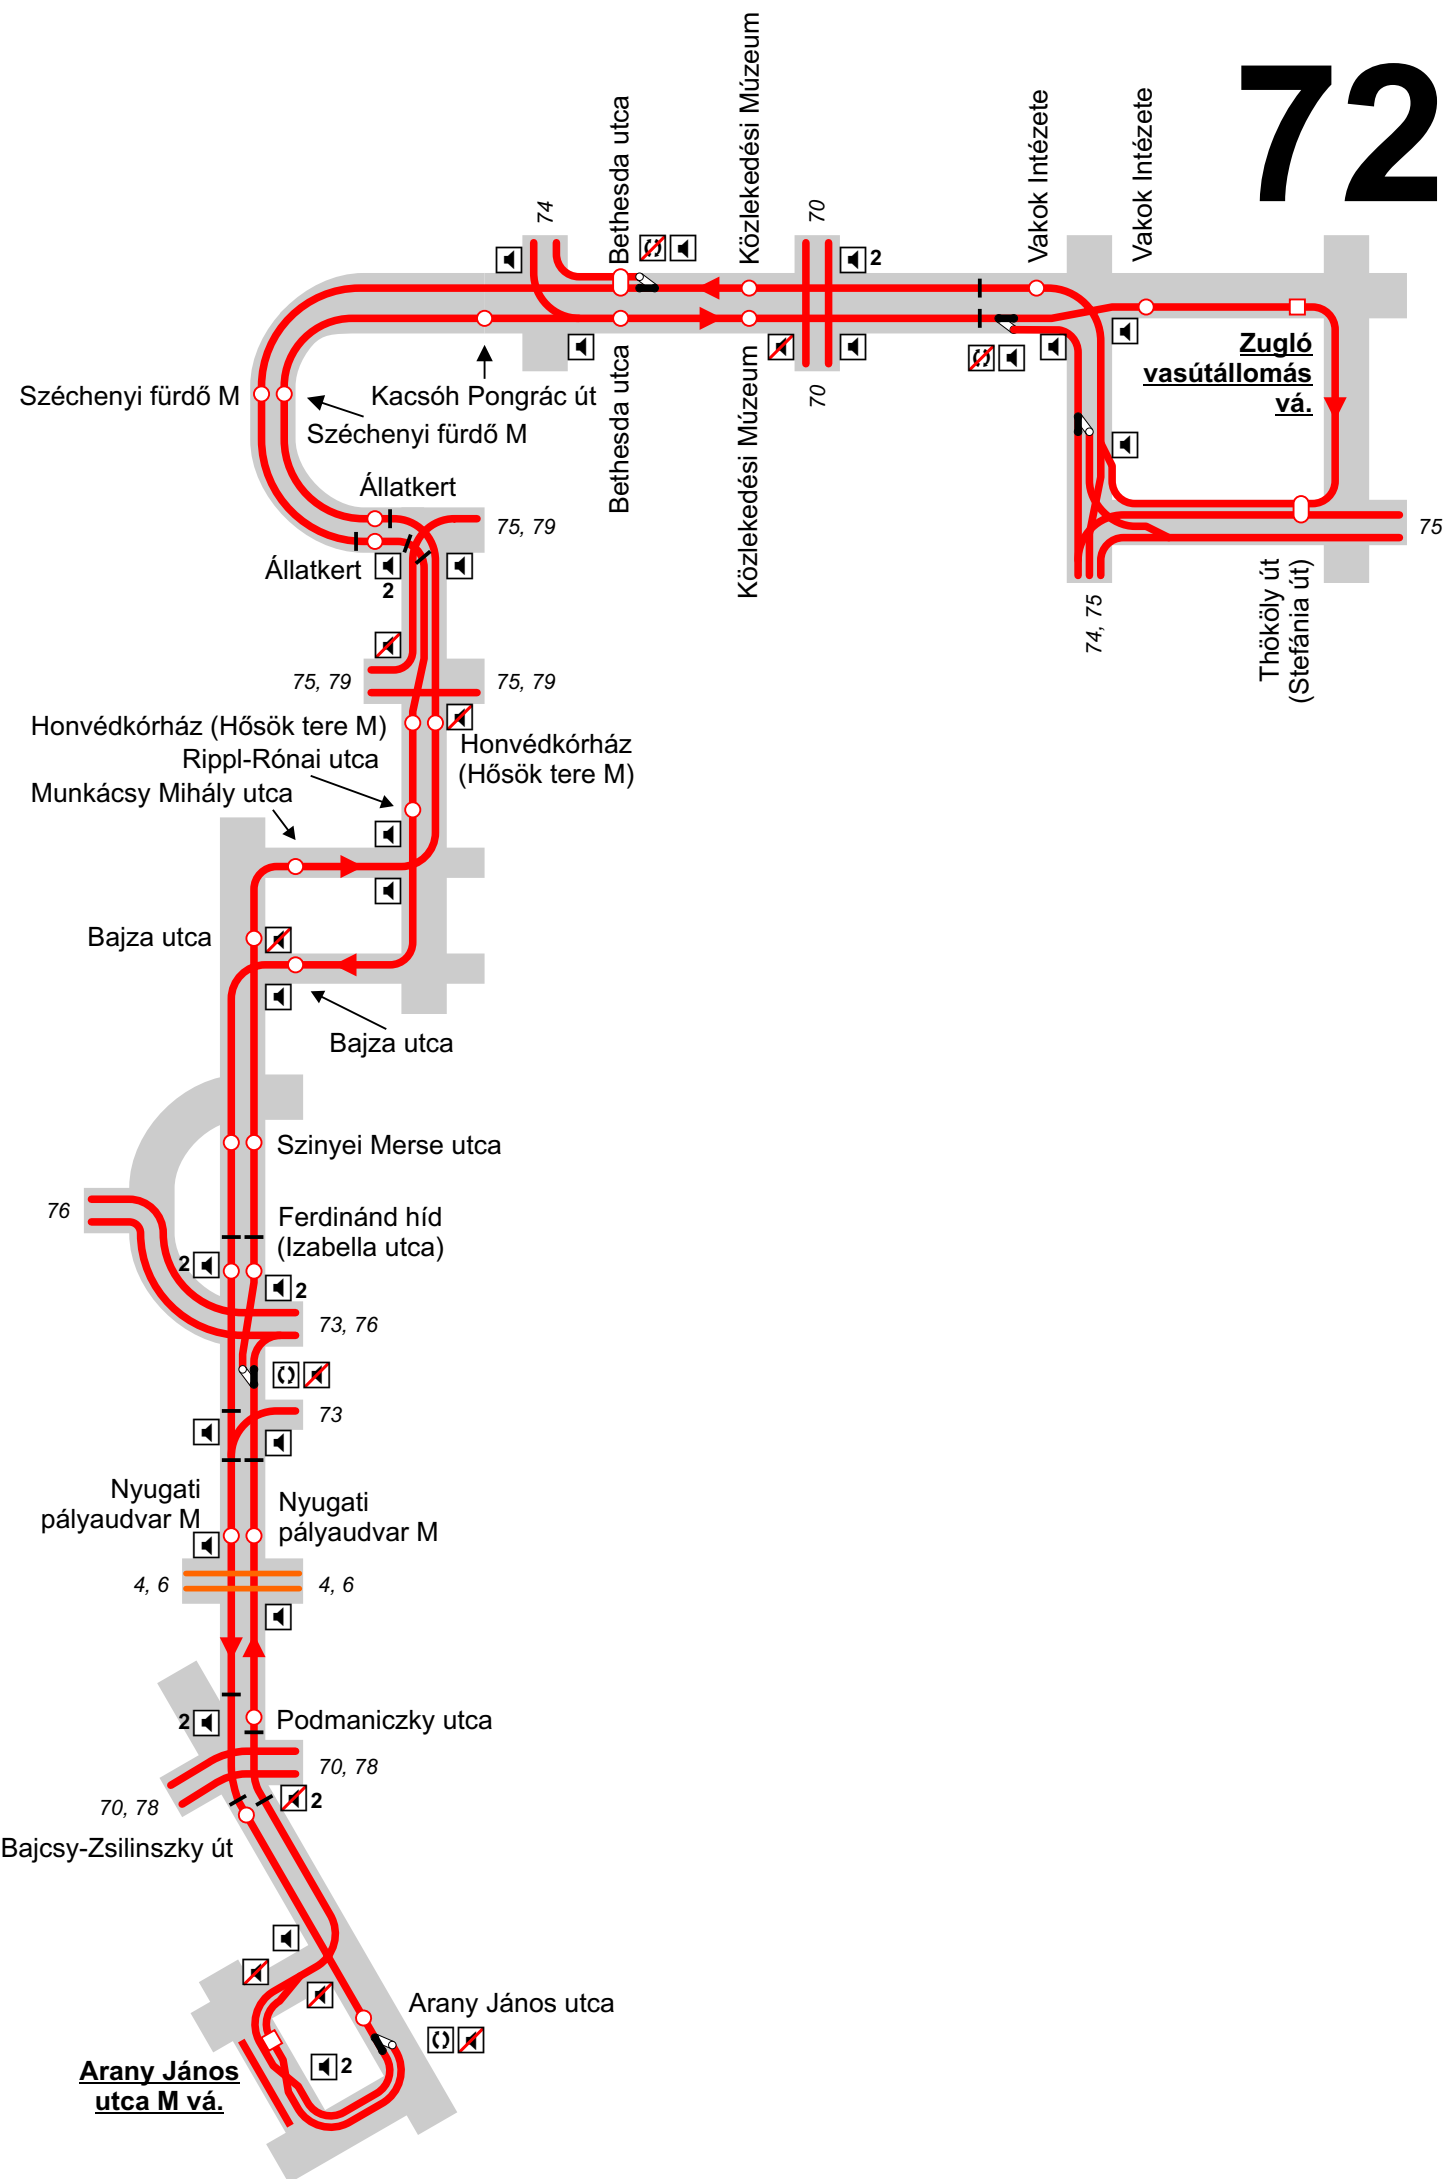 72
Bethesda utca
Közlekedési Múzeum
Vakok Intézete
Vakok Intézete
74
70
2
Zugló
vasútállomás
vá.
Széchenyi fürdő M
Kacsóh Pongrác út
Széchenyi fürdő M
Bethesda utca
Közlekedési Múzeum
70
Állatkert
75, 79
75
Állatkert
2
74, 75
Thököly út
(Stefánia út)
75, 79
75, 79
Honvédkórház (Hősök tere M)
Honvédkórház
(Hősök tere M)
Rippl-Rónai utca
Munkácsy Mihály utca
Bajza utca
Bajza utca
Szinyei Merse utca
76
Ferdinánd híd
(Izabella utca)
2
2
73, 76
73
Nyugati
pályaudvar M
Nyugati
pályaudvar M
4, 6
4, 6
2
Podmaniczky utca
70, 78
70, 78
2
Bajcsy-Zsilinszky út
Arany János utca
2
Arany János
utca M vá.